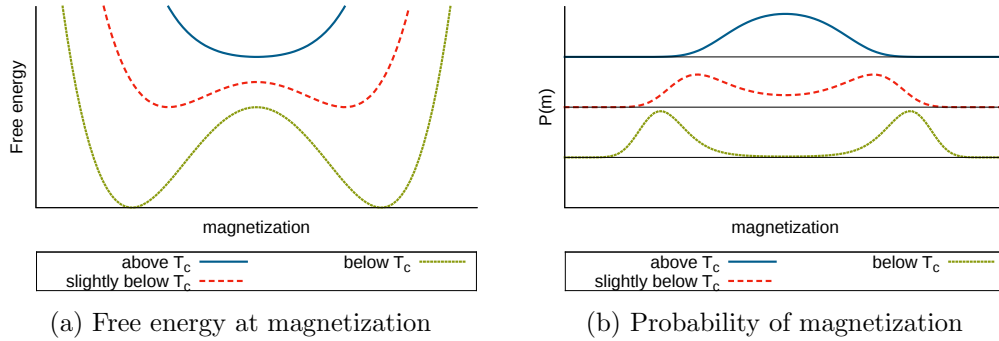 Free energy
magnetization
above T_c
below T_c
slightly below T_c
(a) Free energy at magnetization
P(m)
magnetization
above T_c
below T_c
slightly below T_c
(b) Probability of magnetization